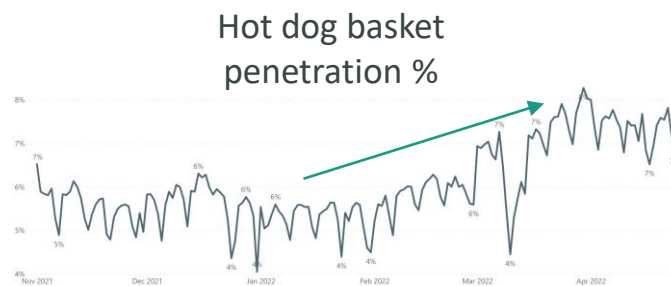 Hot dog basket
penetration %
8%
7%
6%
5%
4%
7%
5%
6%
4%
6%
4%
6%
4%
4%
6%
7%
4%
7%
7%
Nov 2021
Dec 2021
Jan 2022
Feb 2022
Mar 2022
Apr 2022